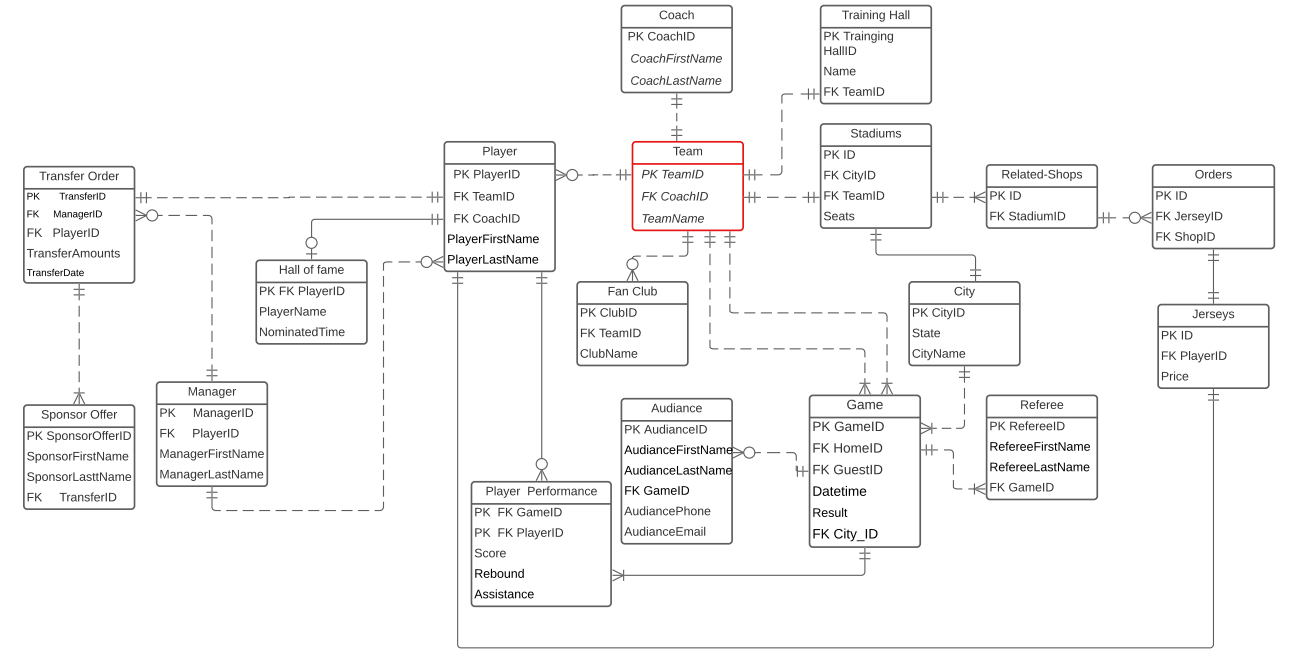 Coach
PK CoachID
CoachFirstName
CoachLastName
Training Hall
PK Trainging
HallID
Name
FK TeamID
Stadiums
PK ID
FK CityID
FK TeamID
Seats
Player
PK PlayerID
FK TeamID
FK CoachID
PlayerFirstName
PlayerLastName
Team
PK TeamID
FK CoachID
TeamName
Transfer Order
PK TransferID
FK ManagerID
FK PlayerID
TransferAmounts
TransferDate
Related-Shops
PK ID
FK StadiumID
Orders
PK ID
FK JerseyID
FK ShopID
Hall of fame
PK FK PlayerID
PlayerName
NominatedTime
Fan Club
PK ClubID
FK TeamID
ClubName
City
PK CityID
State
CityName
Jerseys
PK ID
FK PlayerID
Price
Manager
PK ManagerID
FK PlayerID
ManagerFirstName
ManagerLastName
Sponsor Offer
PK SponsorOfferID
SponsorFirstName
SponsorLasttName
FK TransferID
Audiance
PK AudianceID
AudianceFirstName
AudianceLastName
FK GameID
AudiancePhone
AudianceEmail
Game
PK GameID
FK HomeID
FK GuestID
Datetime
Result
FK City_ID
Referee
PK RefereeID
RefereeFirstName
RefereeLastName
FK GameID
Player Performance
PK FK GameID
PK FK PlayerID
Score
Rebound
Assistance